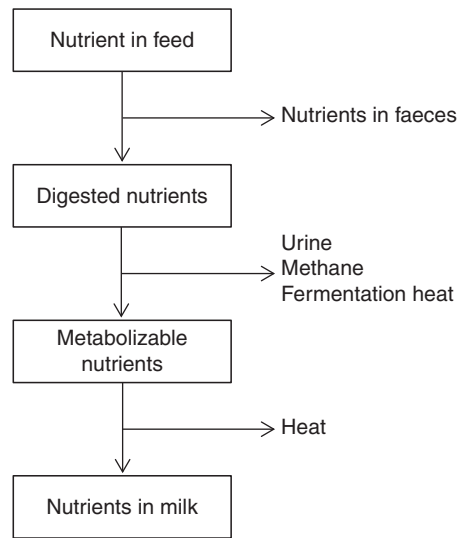 Nutrient in feed
Nutrients in faeces
Digested nutrients
Urine
Methane
Fermentation heat
Metabolizable
nutrients
Heat
Nutrients in milk